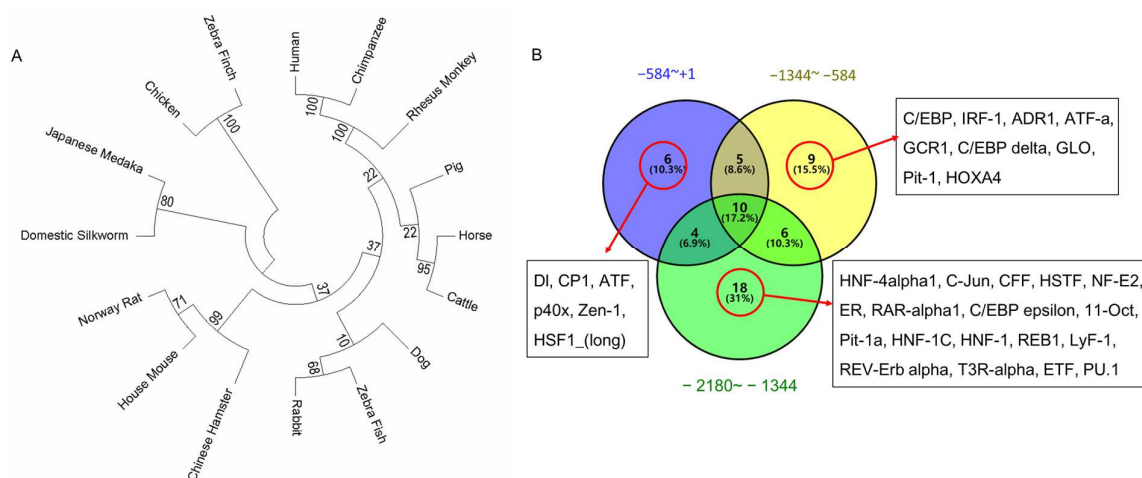 A
Zebra Finch
Chicken
Japanese Medaka
Domestic Silkworm
Norway Rat
House Mouse
Chinese Hamster
Rabbit
Zebra Fish
Dog
Cattle
Horse
Pig
Rhesus Monkey
Chimpanzee
Human
100
100
100
22
22
95
37
37
10
68
99
71
80
B
−584~+1
−1344~ −584
6
(10.3%)
5
(8.6%)
9
(15.5%)
10
(17.2%)
4
(6.9%)
6
(10.3%)
18
(31%)
− 2180~ − 1344
C/EBP, IRF-1, ADR1, ATF-a,
GCR1, C/EBP delta, GLO,
Pit-1, HOXA4
DI, CP1, ATF,
p40x, Zen-1,
HSF1_(long)
HNF-4alpha1, C-Jun, CFF, HSTF, NF-E2,
ER, RAR-alpha1, C/EBP epsilon, 11-Oct,
Pit-1a, HNF-1C, HNF-1, REB1, LyF-1,
REV-Erb alpha, T3R-alpha, ETF, PU.1